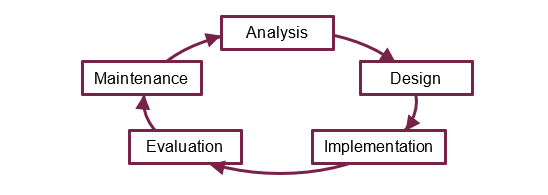 Analysis
Design
Implementation
Evaluation
Maintenance